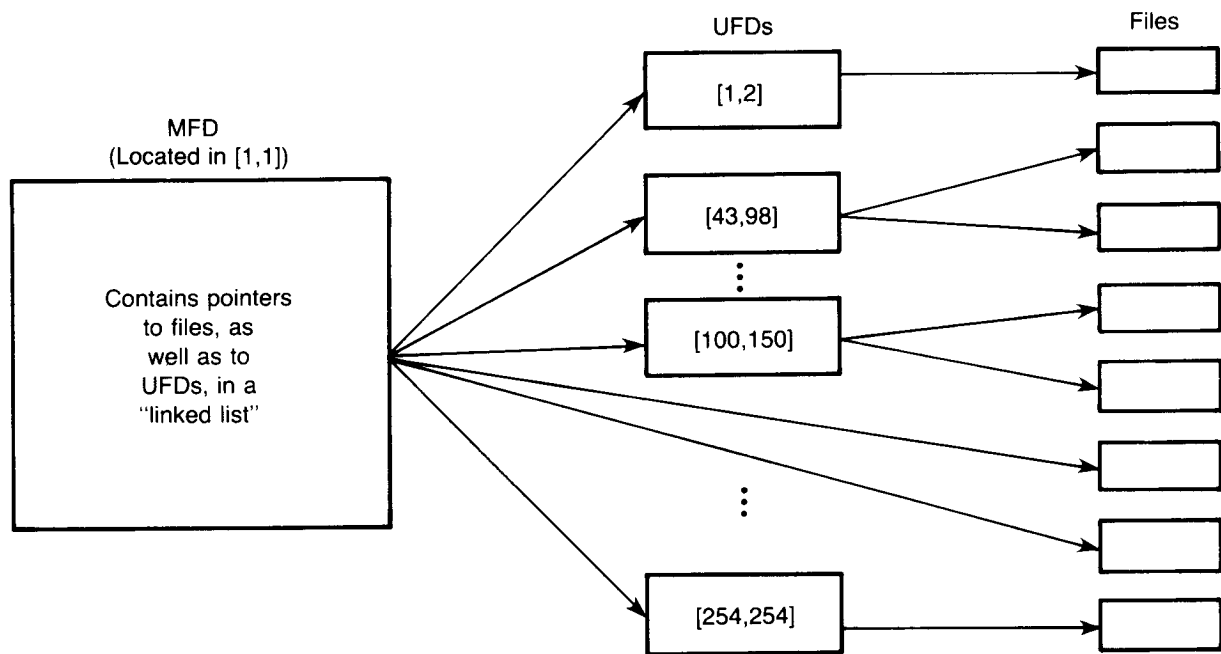 UFDs
Files
MFD
(Located in [1,1])
Contains pointers
to files, as
well as to
UFDs, in a
“linked list”
[1,2]
[43,98]
[100,150]
[254,254]